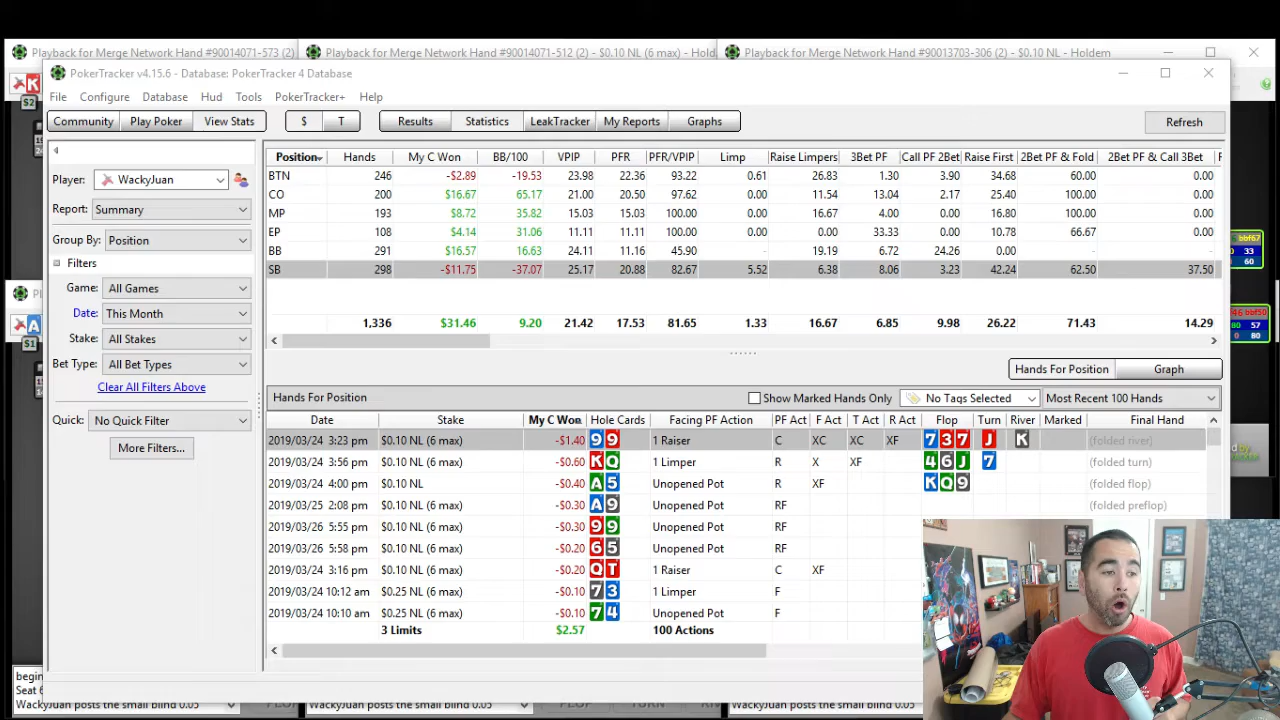 Playback for Merge Network Hand #90014071-573 (2)
Playback for Merge Network Hand #90014071-512 (2) - $0.10 NL (6 max) - Hold
Playback for Merge Network Hand #90013703-306 (2) - $0.10 NL - Holdem
PokerTracker v4.15.6 - Database: PokerTracker 4 Database
K
$2
File Configure Database Hud Tools PokerTracker+ Help
Community Play Poker View Stats $ T Results Statistics LeakTracker My Reports Graphs Refresh
Player: WackyJuan
Report: Summary
Group By: Position
Filters
Game: All Games
Date: This Month
Stake: All Stakes
Bet Type: All Bet Types
Clear All Filters Above
Quick: No Quick Filter
More Filters...
Position Hands My C Won BB/100 VPIP PFR PFR/VPIP Limp Raise Limpers 3Bet PF Call PF 2Bet Raise First 2Bet PF & Fold 2Bet PF & Call 3Bet F
BTN 246 -$2.89 -19.53 23.98 22.36 93.22 0.61 26.83 1.30 3.90 34.68 60.00 0.00
CO 200 $16.67 65.17 21.00 20.50 97.62 0.00 11.54 13.04 2.17 25.40 100.00 0.00
MP 193 $8.72 35.82 15.03 15.03 100.00 0.00 16.67 4.00 0.00 16.80 100.00 0.00
EP 108 $4.14 31.06 11.11 11.11 100.00 0.00 0.00 33.33 0.00 10.78 66.67 0.00
BB 291 $16.57 16.63 24.11 11.16 45.90 - 19.19 6.72 24.26 0.00 - -
SB 298 -$11.75 -37.07 25.17 20.88 82.67 5.52 6.38 8.06 3.23 42.24 62.50 37.50
1,336 $31.46 9.20 21.42 17.53 81.65 1.33 16.67 6.85 9.98 26.22 71.43 14.29
Hands For Position Graph
Hands For Position Show Marked Hands Only No Tags Selected Most Recent 100 Hands
Date Stake My C Won Hole Cards Facing PF Action PF Act F Act T Act R Act Flop Turn River Marked Final Hand
2019/03/24 3:23 pm $0.10 NL (6 max) -$1.40 9 9 1 Raiser C XC XC XF 7 3 7 J K (folded river)
2019/03/24 3:56 pm $0.10 NL (6 max) -$0.60 K Q 1 Limper R X XF 4 6 J 7 (folded turn)
2019/03/24 4:00 pm $0.10 NL -$0.40 A 5 Unopened Pot R XF K Q 9 (folded flop)
2019/03/25 2:08 pm $0.10 NL (6 max) -$0.30 A 9 Unopened Pot RF (folded preflop)
2019/03/26 5:55 pm $0.10 NL (6 max) -$0.30 9 9 Unopened Pot RF
2019/03/26 5:58 pm $0.10 NL (6 max) -$0.20 6 5 Unopened Pot RF
2019/03/24 3:16 pm $0.10 NL (6 max) -$0.20 Q T 1 Raiser C XF
2019/03/24 10:12 am $0.25 NL (6 max) -$0.10 7 3 1 Limper F
2019/03/24 10:10 am $0.25 NL (6 max) -$0.10 7 4 Unopened Pot F
3 Limits $2.57 100 Actions
A
$1
bbf67
33
60
46 bbf50
80 57
0 80
begin
Seat 6
WackyJuan posts the small blind 0.05
WackyJuan posts the small blind 0.05
WackyJuan posts the small blind 0.05